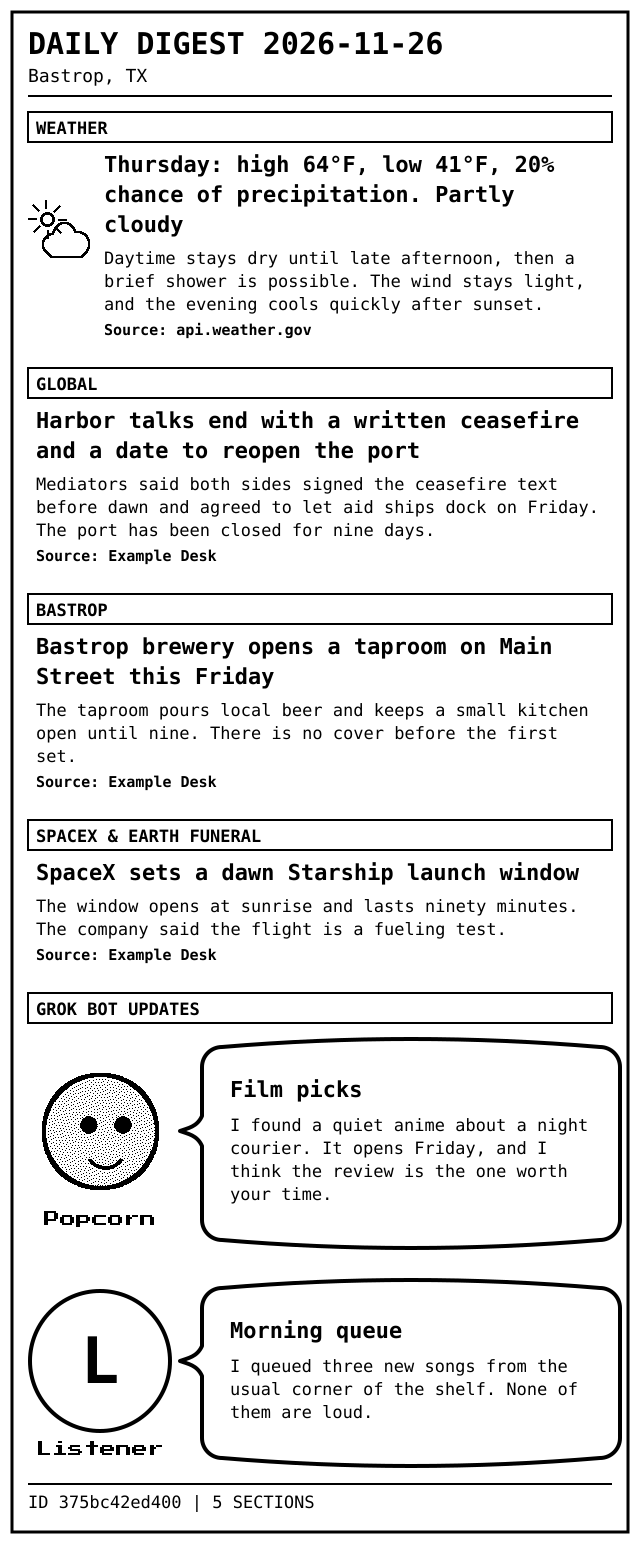 DAILY DIGEST 2026-11-26
Bastrop, TX
WEATHER
Thursday: high 64°F, low 41°F, 20%
chance of precipitation. Partly
cloudy
Daytime stays dry until late afternoon, then a
brief shower is possible. The wind stays light,
and the evening cools quickly after sunset.
Source: api.weather.gov
GLOBAL
Harbor talks end with a written ceasefire
and a date to reopen the port
Mediators said both sides signed the ceasefire text
before dawn and agreed to let aid ships dock on Friday.
The port has been closed for nine days.
Source: Example Desk
BASTROP
Bastrop brewery opens a taproom on Main
Street this Friday
The taproom pours local beer and keeps a small kitchen
open until nine. There is no cover before the first
set.
Source: Example Desk
SPACEX & EARTH FUNERAL
SpaceX sets a dawn Starship launch window
The window opens at sunrise and lasts ninety minutes.
The company said the flight is a fueling test.
Source: Example Desk
GROK BOT UPDATES
Film picks
I found a quiet anime about a night
courier. It opens Friday, and I
think the review is the one worth
your time.
Popcorn
Morning queue
I queued three new songs from the
usual corner of the shelf. None of
them are loud.
L
Listener
ID 375bc42ed400 | 5 SECTIONS